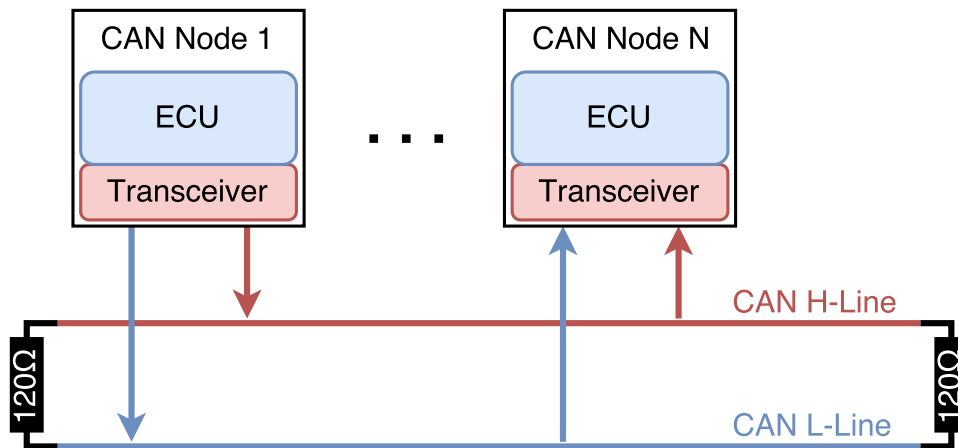 CAN Node 1
CAN Node N
ECU
ECU
. . .
Transceiver
Transceiver
CAN H-Line
120Ω
120Ω
CAN L-Line